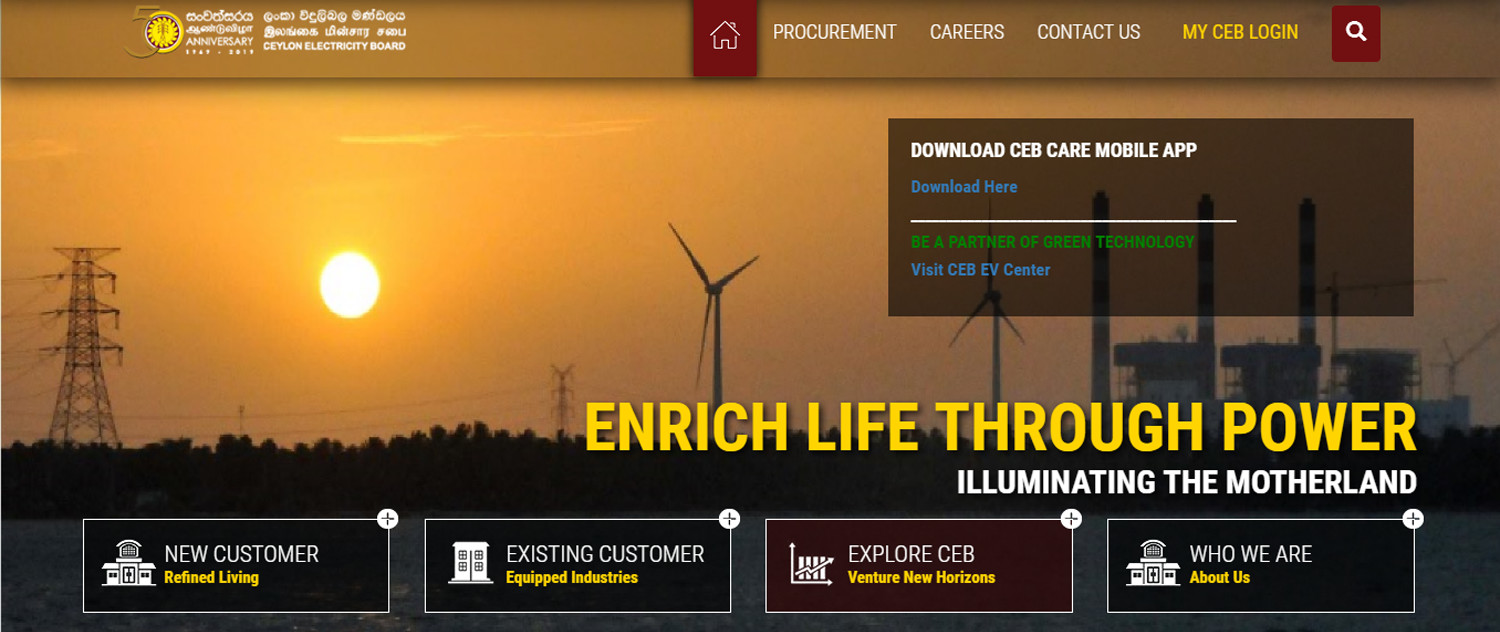 50
සංවත්සරය
ஆண்டுவிழா
ANNIVERSARY
1969 - 2019
ලංකා විදුලිබල මණ්ඩලය
இலங்கை மின்சார சபை
CEYLON ELECTRICITY BOARD
PROCUREMENT
CAREERS
CONTACT US
MY CEB LOGIN
DOWNLOAD CEB CARE MOBILE APP
Download Here
BE A PARTNER OF GREEN TECHNOLOGY
Visit CEB EV Center
ENRICH LIFE THROUGH POWER
ILLUMINATING THE MOTHERLAND
NEW CUSTOMER
Refined Living
EXISTING CUSTOMER
Equipped Industries
EXPLORE CEB
Venture New Horizons
WHO WE ARE
About Us